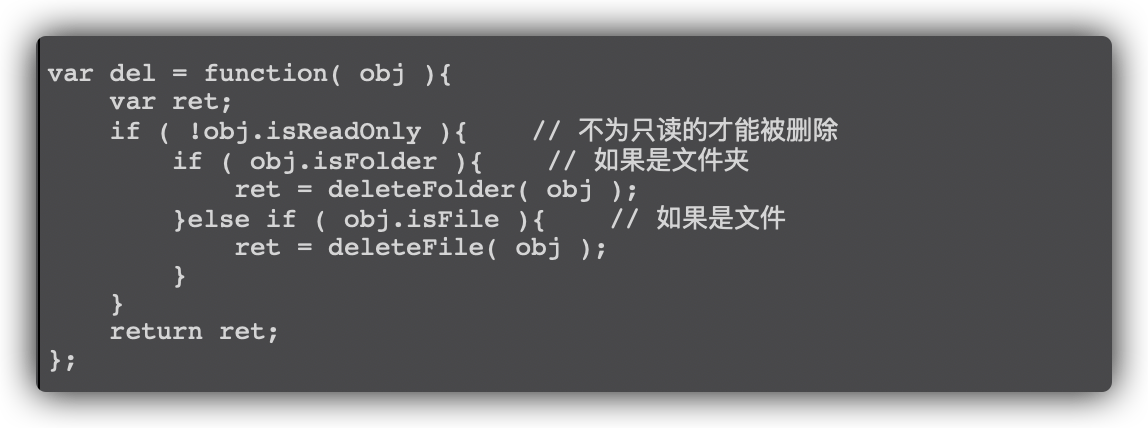 var del = function( obj ){
    var ret;
    if ( !obj.isReadOnly ){    // 不为只读的才能被删除
        if ( obj.isFolder ){    // 如果是文件夹
            ret = deleteFolder( obj );
        }else if ( obj.isFile ){    // 如果是文件
            ret = deleteFile( obj );
        }
    }
    return ret;
};